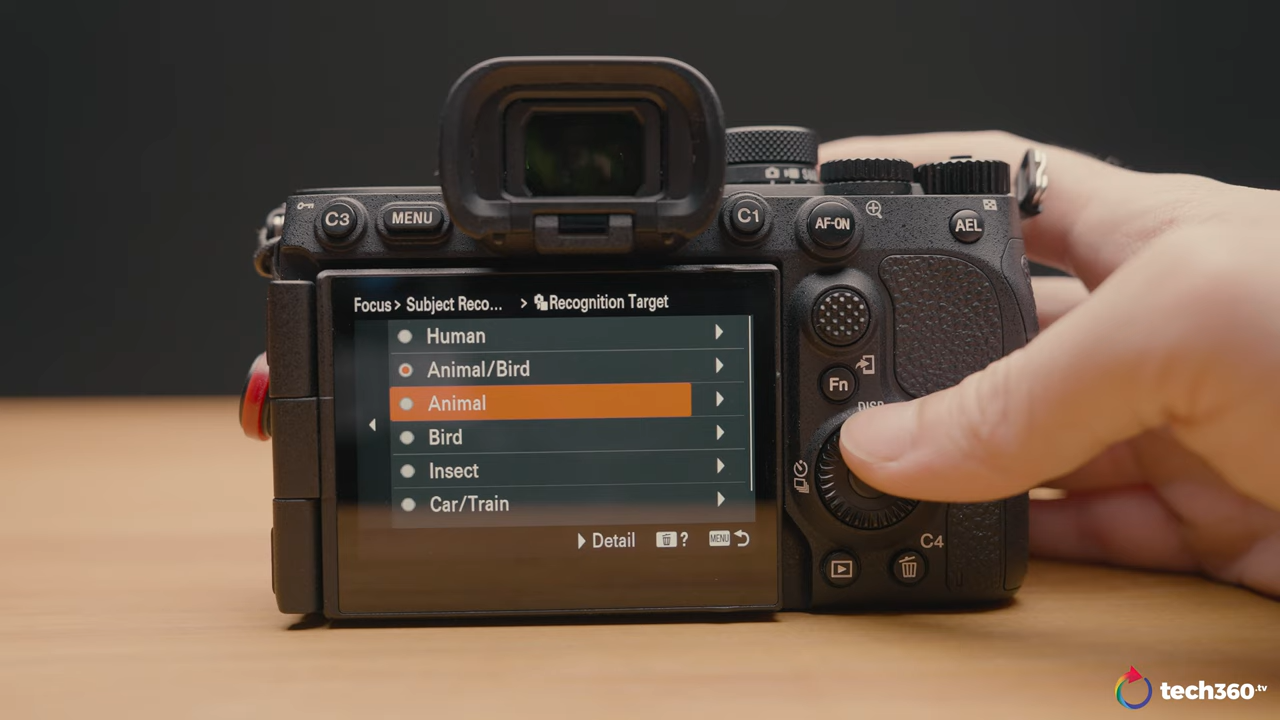 C3
MENU
C1
AF-ON
AEL
Focus> Subject Reco... > Recognition Target
Human
Animal/Bird
Animal
Bird
Insect
Car/Train
Detail ? MENU
Fn
DISP
C4
tech360.tv